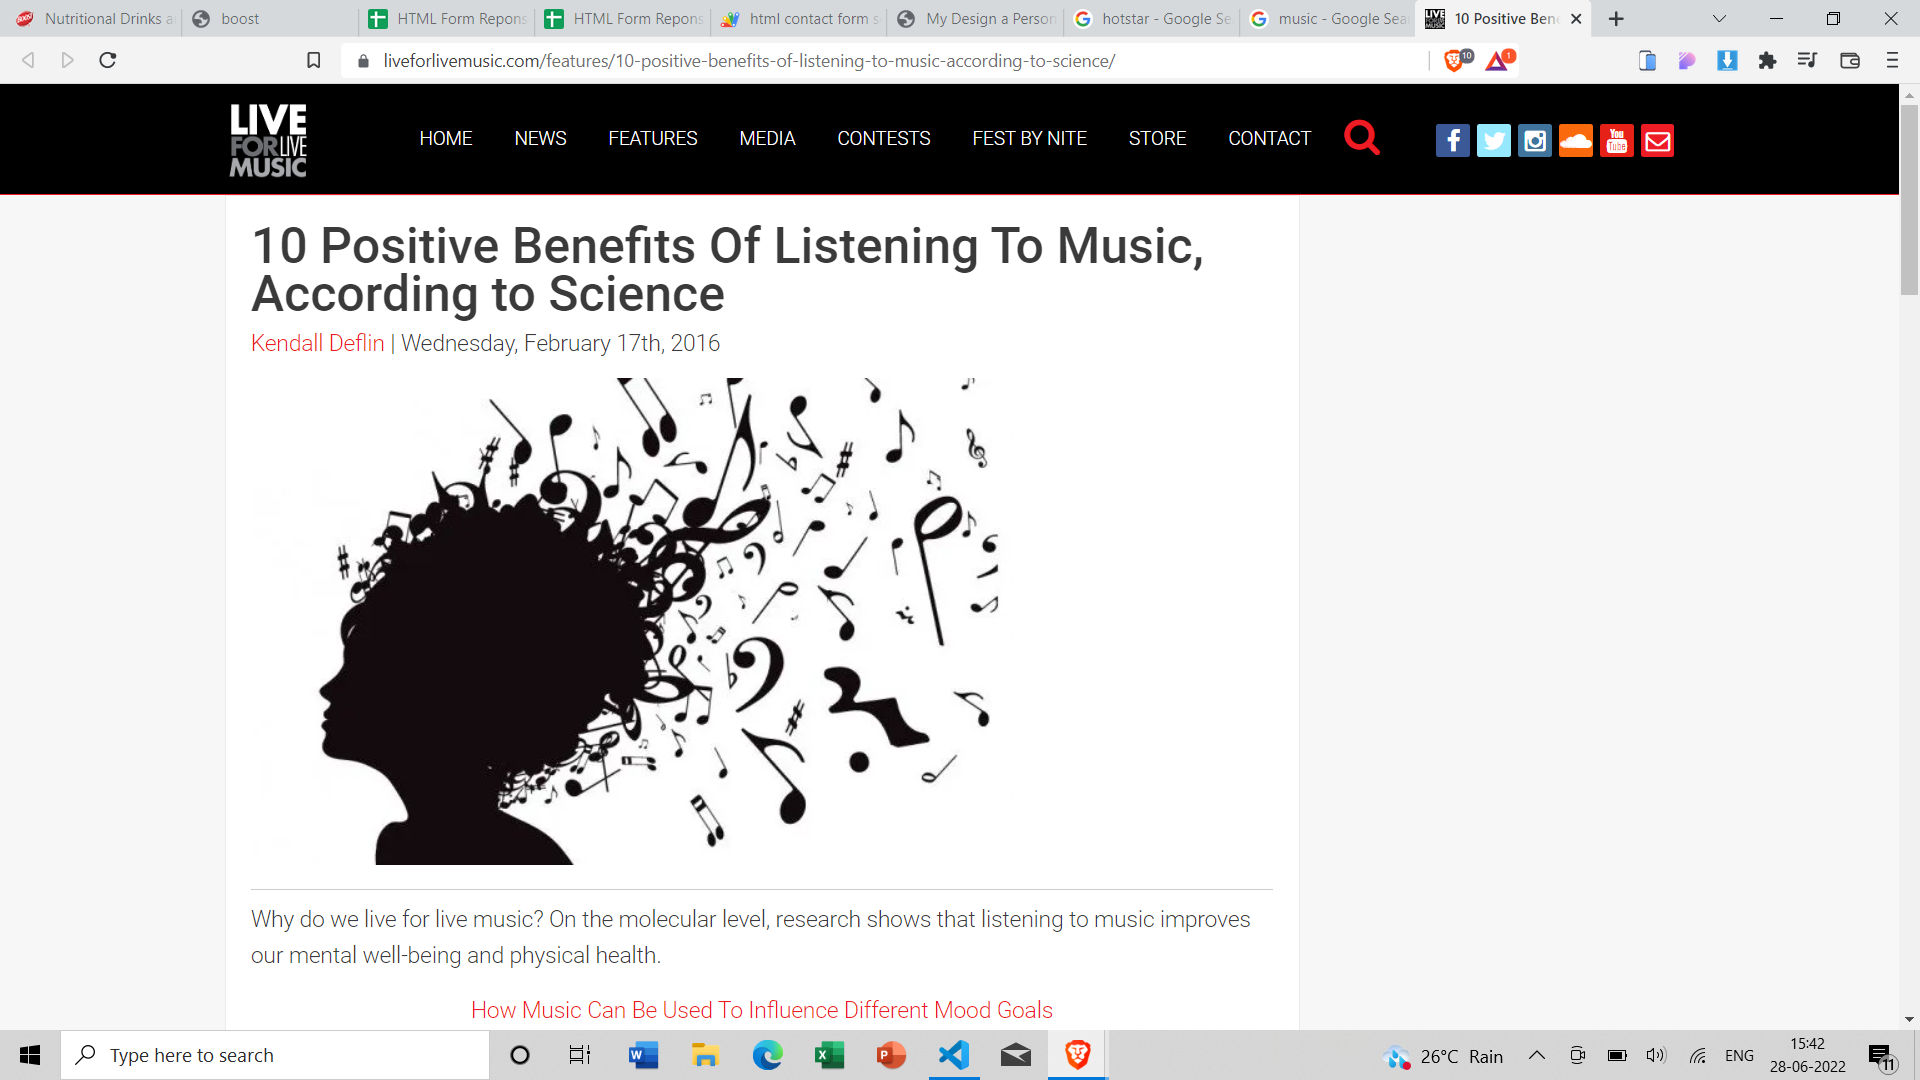 Nutritional Drinks a
boost
HTML Form Repons
HTML Form Repons
html contact form s
My Design a Person
hotstar - Google Se
music - Google Sea
10 Positive Bene
liveforlivemusic.com/features/10-positive-benefits-of-listening-to-music-according-to-science/
10
1
LIVE
FOR LIVE
MUSIC
HOME
NEWS
FEATURES
MEDIA
CONTESTS
FEST BY NITE
STORE
CONTACT
You
Tube
10 Positive Benefits Of Listening To Music,
According to Science
Kendall Deflin | Wednesday, February 17th, 2016
Why do we live for live music? On the molecular level, research shows that listening to music improves
our mental well-being and physical health.
How Music Can Be Used To Influence Different Mood Goals
Type here to search
26°C Rain
ENG
15:42
28-06-2022
11